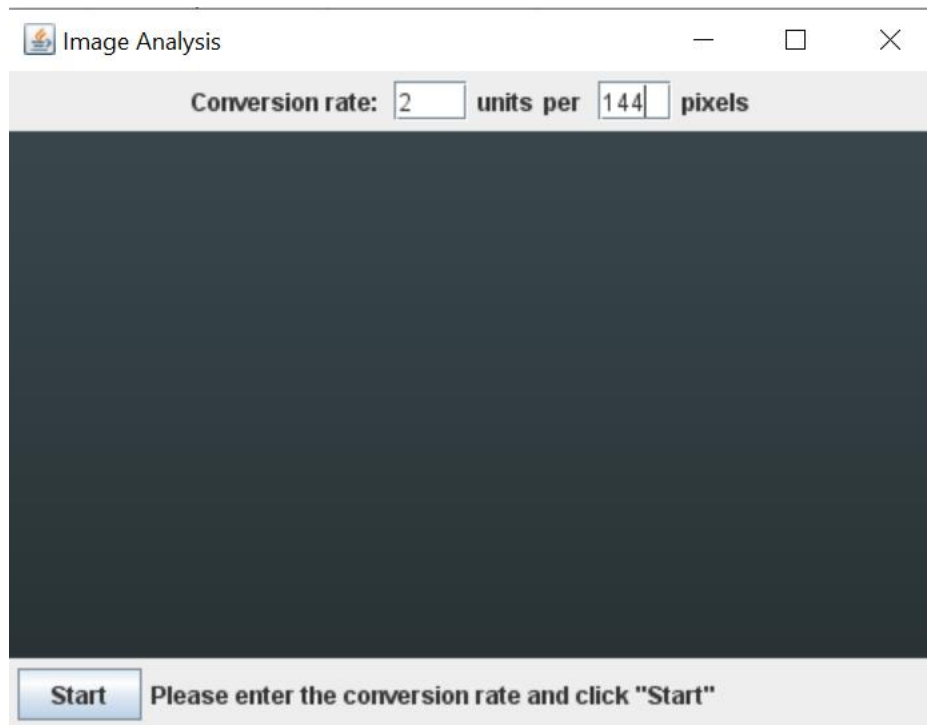 Image Analysis
Conversion rate: 2 units per 144 pixels
Start Please enter the conversion rate and click "Start"